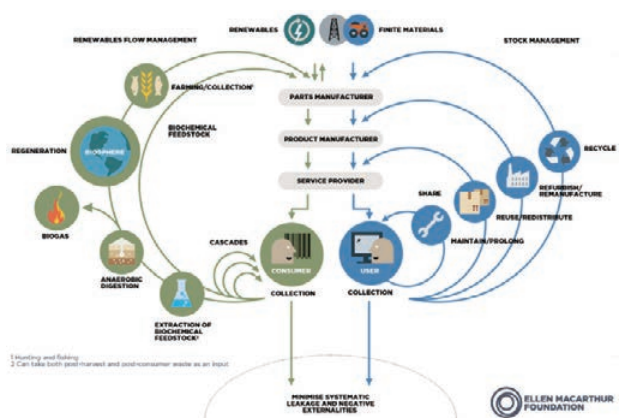 RENEWABLES
FINITE MATERIALS
RENEWABLES FLOW MANAGEMENT
STOCK MANAGEMENT
FARMING/COLLECTION¹
PARTS MANUFACTURER
BIOCHEMICAL
FEEDSTOCK
PRODUCT MANUFACTURER
REGENERATION
BIOSPHERE
RECYCLE
SERVICE PROVIDER
SHARE
REFURBISH/
REMANUFACTURE
REUSE/REDISTRIBUTE
BIOGAS
CASCADES
MAINTAIN/PROLONG
CONSUMER
USER
ANAEROBIC
DIGESTION
COLLECTION
COLLECTION
EXTRACTION OF
BIOCHEMICAL
FEEDSTOCK²
1 Hunting and fishing
2 Can take both post-harvest and post-consumer waste as an input
MINIMISE SYSTEMATIC
LEAKAGE AND NEGATIVE
EXTERNALITIES
ELLEN MACARTHUR
FOUNDATION